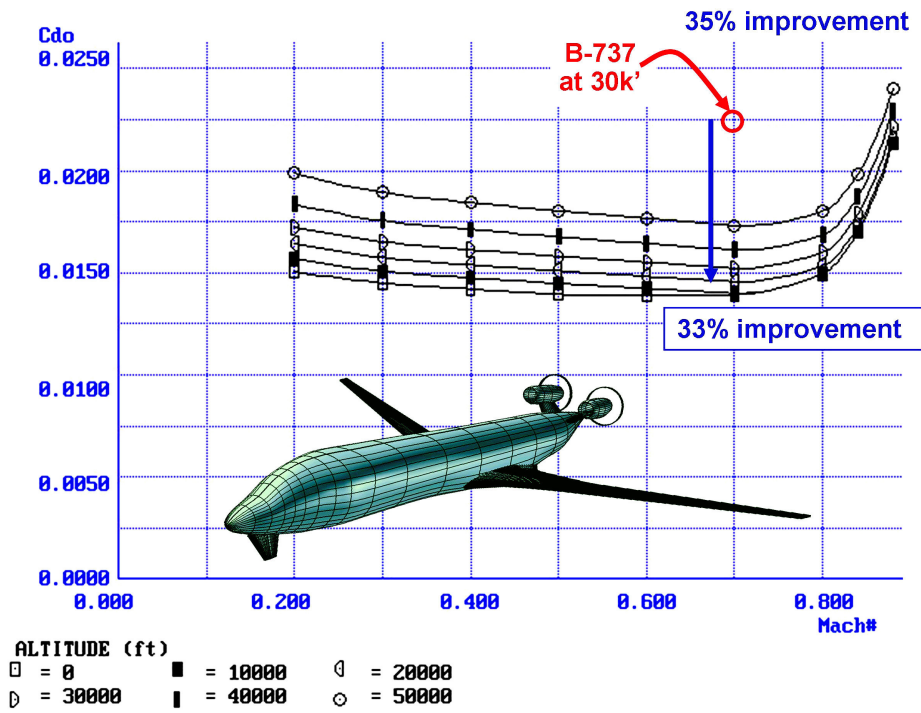 35% improvement
Cdo
0.0250
B-737
at 30k’
0.0200
0.0150
33% improvement
0.0100
0.0050
0.0000
0.000 0.200 0.400 0.600 0.800
Mach#
ALTITUDE (ft)
= 0 = 10000 = 20000
= 30000 = 40000 = 50000